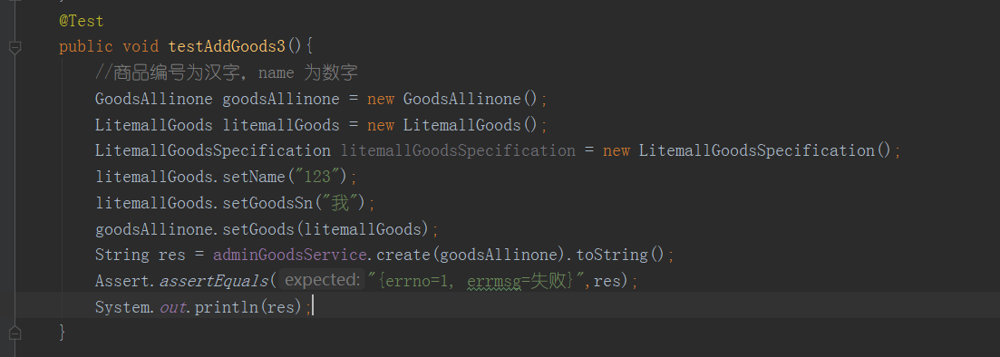 @Test
public void testAddGoods3(){
//商品编号为汉字，name 为数字
GoodsAllinone goodsAllinone = new GoodsAllinone();
LitemallGoods litemallGoods = new LitemallGoods();
LitemallGoodsSpecification litemallGoodsSpecification = new LitemallGoodsSpecification();
litemallGoods.setName("123");
litemallGoods.setGoodsSn("我");
goodsAllinone.setGoods(litemallGoods);
String res = adminGoodsService.create(goodsAllinone).toString();
Assert.assertEquals( expected: "{errno=1, errmsg=失败}",res);
System.out.println(res);
}